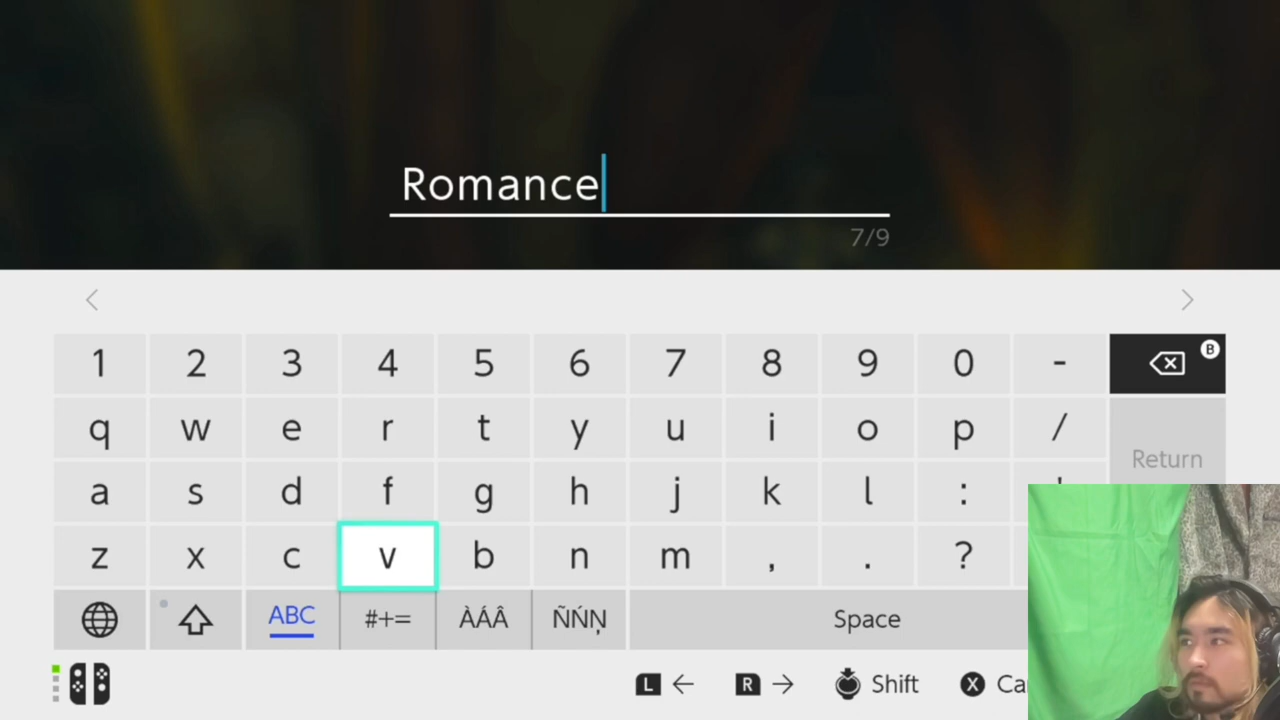 Romance
7/9
1 2 3 4 5 6 7 8 9 0 -
B
q w e r t y u i o p /
Return
a s d f g h j k l :
z x c v b n m , . ?
ABC #+= ÀÁÂ ÑŃŅ Space
L ← R → Shift X Ca